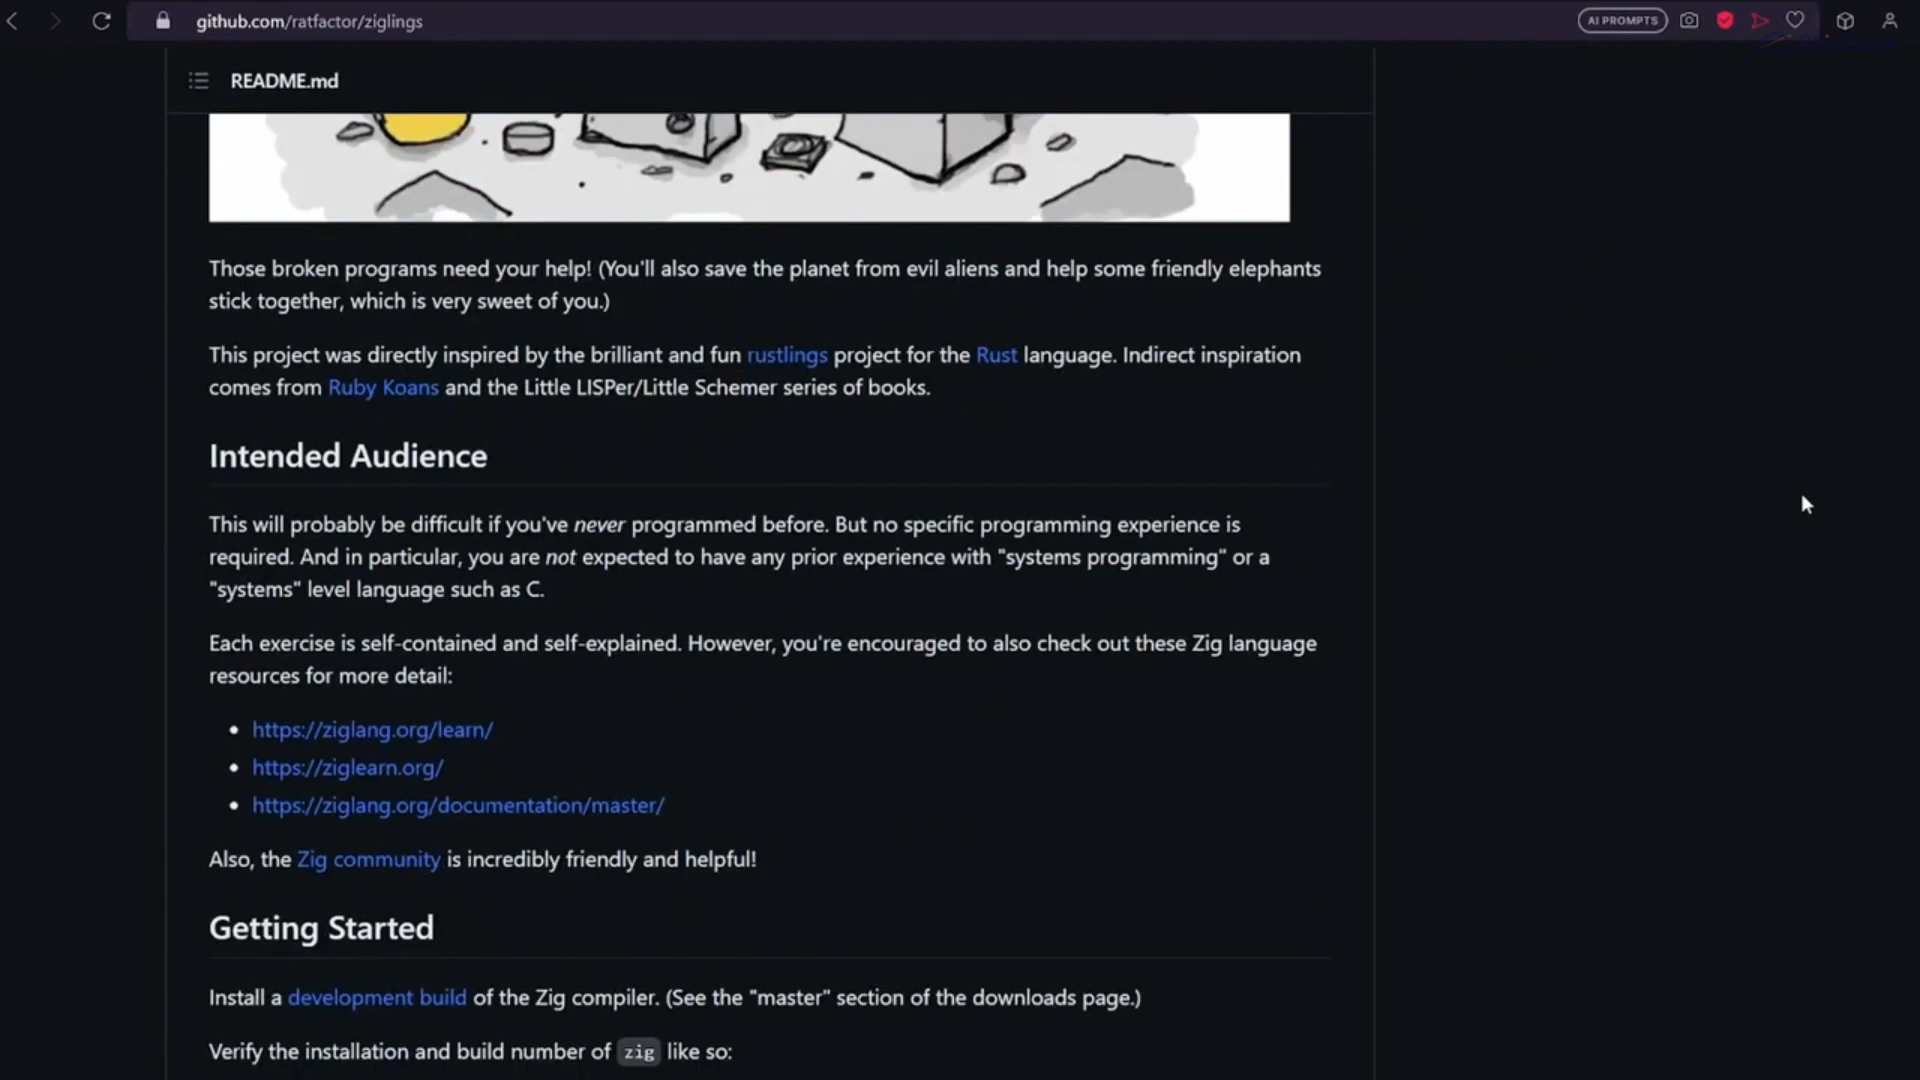 github.com/ratfactor/ziglings
AI PROMPTS
README.md
Those broken programs need your help! (You'll also save the planet from evil aliens and help some friendly elephants
stick together, which is very sweet of you.)
This project was directly inspired by the brilliant and fun rustlings project for the Rust language. Indirect inspiration
comes from Ruby Koans and the Little LISPer/Little Schemer series of books.
Intended Audience
This will probably be difficult if you've never programmed before. But no specific programming experience is
required. And in particular, you are not expected to have any prior experience with "systems programming" or a
"systems" level language such as C.
Each exercise is self-contained and self-explained. However, you're encouraged to also check out these Zig language
resources for more detail:
• https://ziglang.org/learn/
• https://ziglearn.org/
• https://ziglang.org/documentation/master/
Also, the Zig community is incredibly friendly and helpful!
Getting Started
Install a development build of the Zig compiler. (See the "master" section of the downloads page.)
Verify the installation and build number of zig like so: